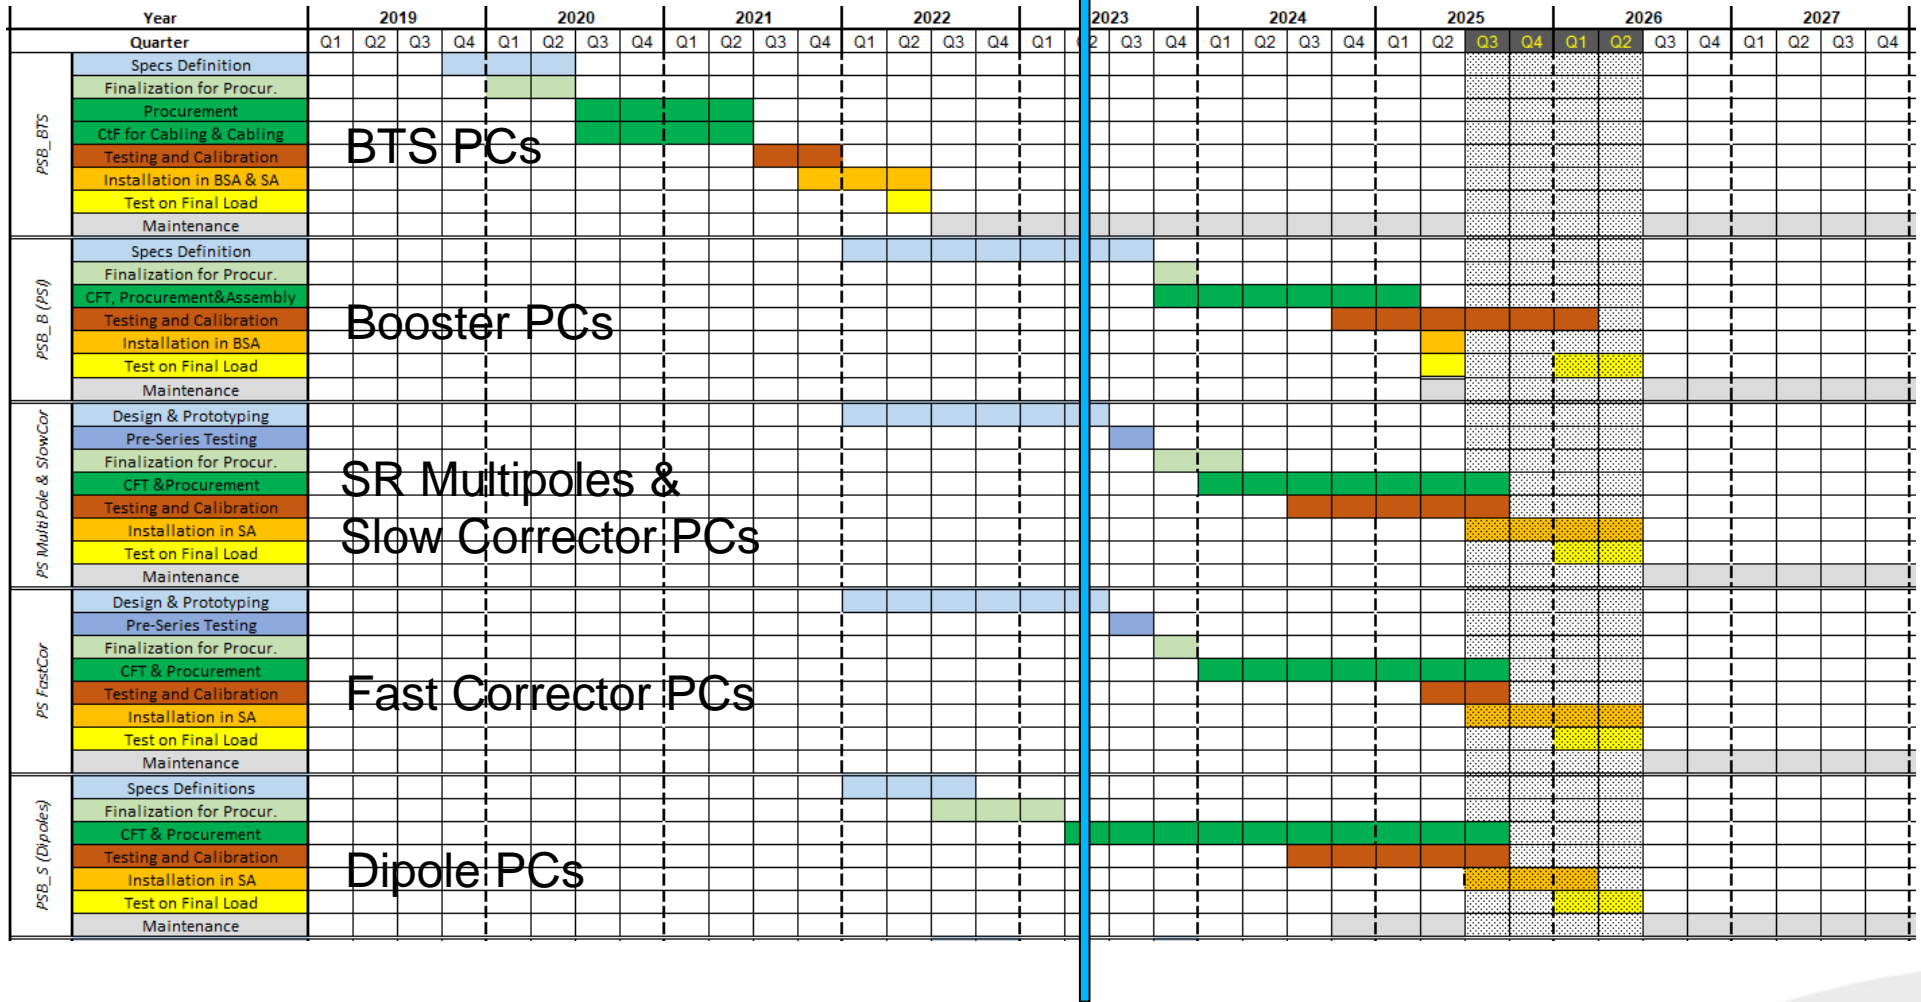 Year 2019 2020 2021 2022 2023 2024 2025 2026 2027
Quarter Q1 Q2 Q3 Q4 Q1 Q2 Q3 Q4 Q1 Q2 Q3 Q4 Q1 Q2 Q3 Q4 Q1 Q3 Q4 Q1 Q2 Q3 Q4 Q1 Q2 Q3 Q4 Q1 Q2 Q3 Q4 Q1 Q2 Q3 Q4
PSB_BTS
Specs Definition
Finalization for Procur.
Procurement
CtF for Cabling & Cabling
Testing and Calibration
Installation in BSA & SA
Test on Final Load
Maintenance
BTS PCs
PSB_B (PSI)
Specs Definition
Finalization for Procur.
CFT, Procurement&Assembly
Testing and Calibration
Installation in BSA
Test on Final Load
Maintenance
Booster PCs
PS MultiPole & SlowCor
Design & Prototyping
Pre-Series Testing
Finalization for Procur.
CFT &Procurement
Testing and Calibration
Installation in SA
Test on Final Load
Maintenance
SR Multipoles &
Slow Corrector PCs
PS FastCor
Design & Prototyping
Pre-Series Testing
Finalization for Procur.
CFT & Procurement
Testing and Calibration
Installation in SA
Test on Final Load
Maintenance
Fast Corrector PCs
PSB_S (Dipoles)
Specs Definitions
Finalization for Procur.
CFT & Procurement
Testing and Calibration
Installation in SA
Test on Final Load
Maintenance
Dipole PCs